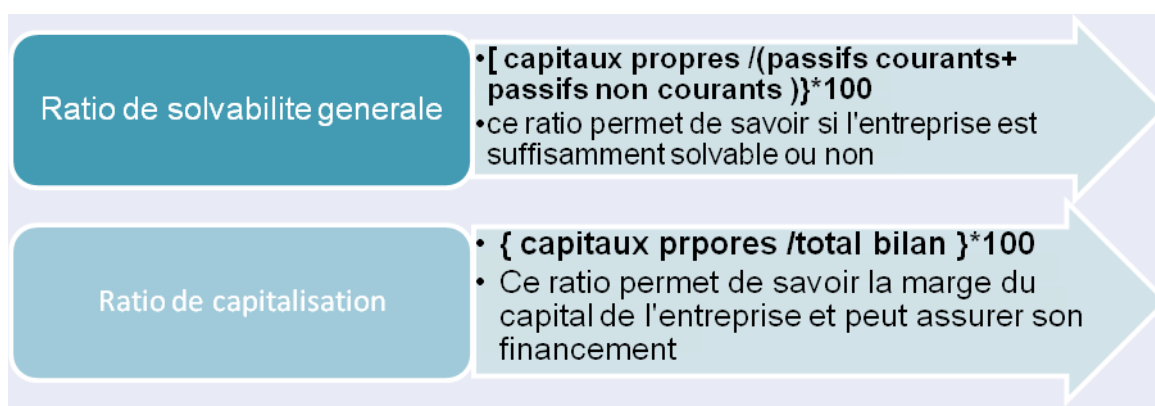 Ratio de solvabilite generale
•[ capitaux propres /(passifs courants+
passifs non courants )}*100
•ce ratio permet de savoir si l'entreprise est
suffisamment solvable ou non
Ratio de capitalisation
• { capitaux prpores /total bilan }*100
• Ce ratio permet de savoir la marge du
capital de l'entreprise et peut assurer son
financement